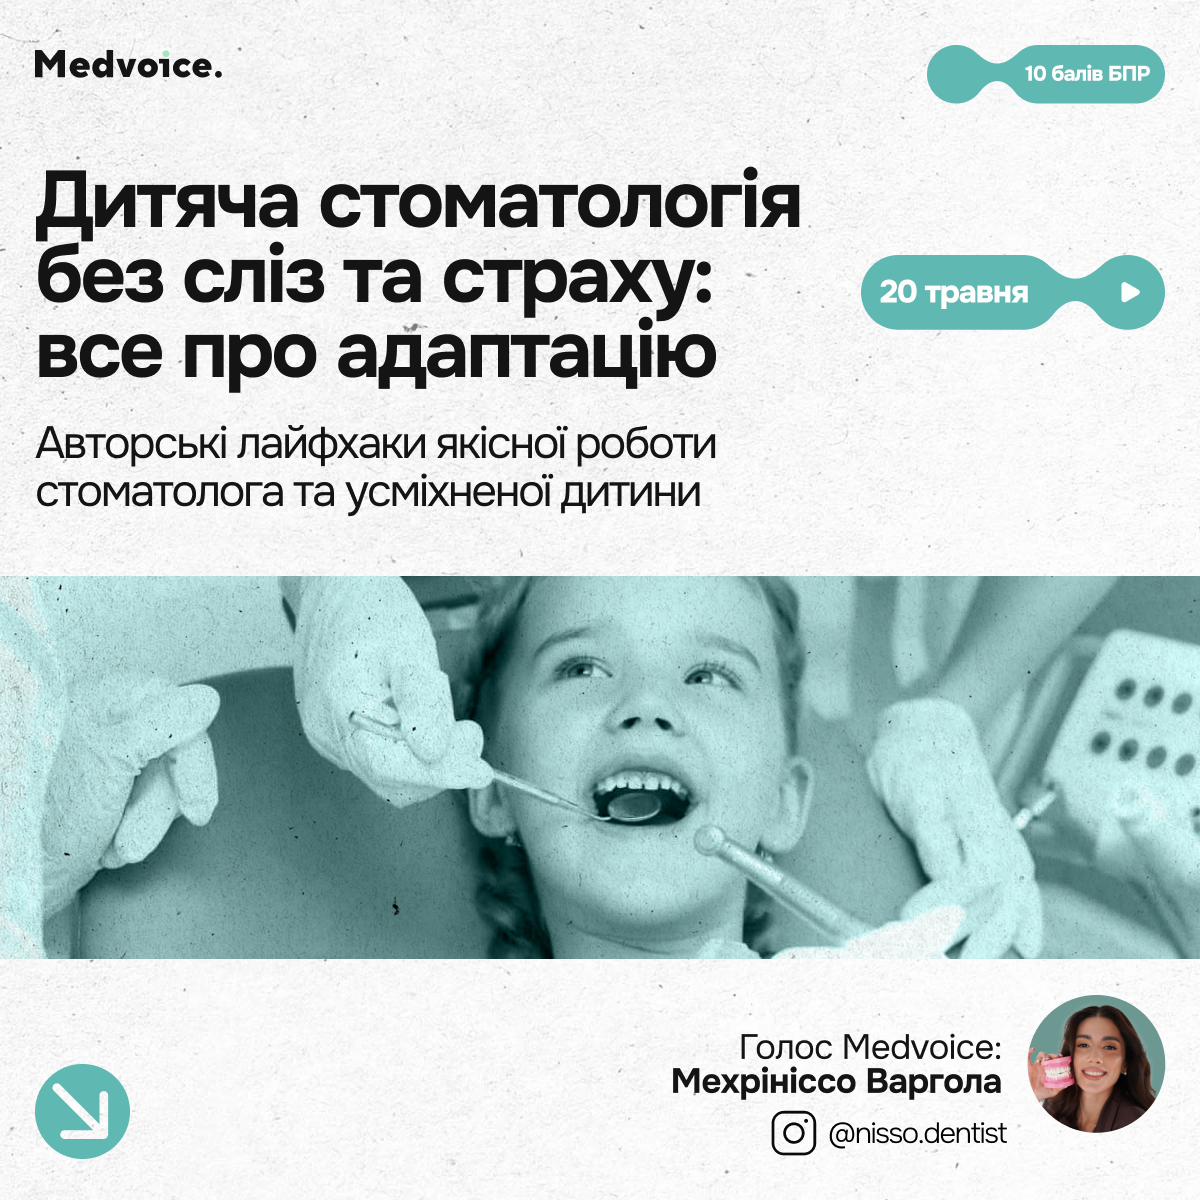 Medvoice.
10 балів БПР
Дитяча стоматологія
без сліз та страху:
все про адаптацію
20 травня
Авторські лайфхаки якісної роботи
стоматолога та усміхненої дитини
Голос Medvoice:
Мехрініссо Варгола
@nisso.dentist